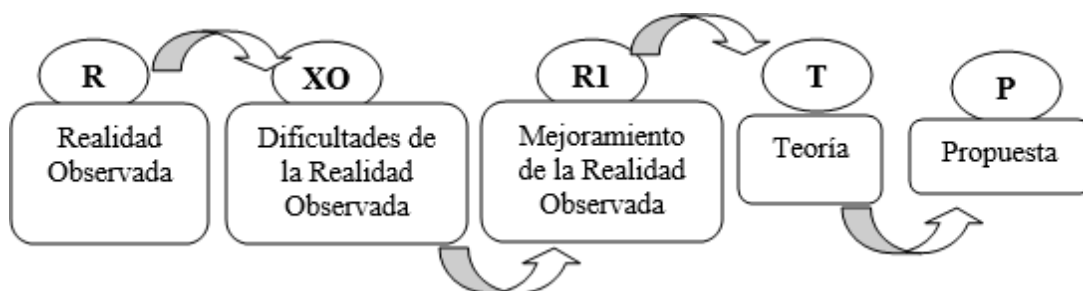 R
Realidad
Observada
XO
Dificultades de
la Realidad
Observada
R1
Mejoramiento
de la Realidad
Observada
T
Teoría
P
Propuesta